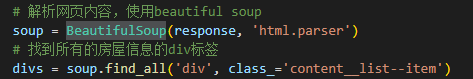 # 解析网页内容，使用beautiful soup
soup = BeautifulSoup(response, 'html.parser')
# 找到所有的房屋信息的div标签
divs = soup.find_all('div', class_='content__list--item')